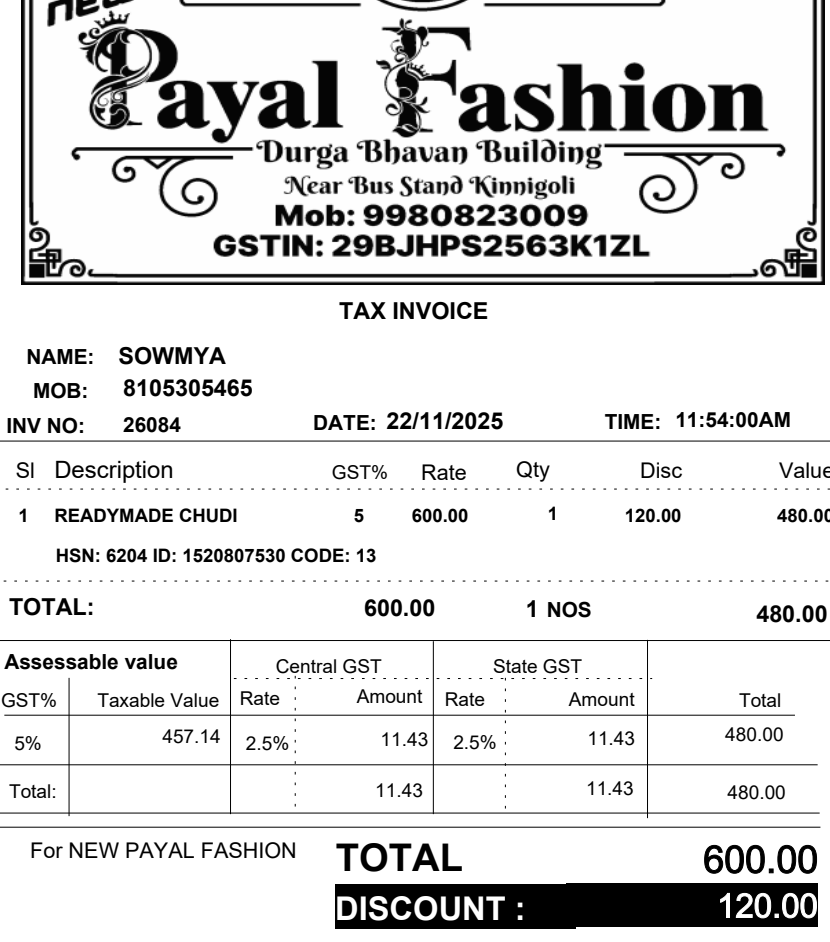 new
Payal Fashion
Durga Bhavan Building
Near Bus Stand Kinnigoli
Mob: 9980823009
GSTIN: 29BJHPS2563K1ZL
TAX INVOICE
NAME: SOWMYA
MOB: 8105305465
INV NO: 26084 DATE: 22/11/2025 TIME: 11:54:00AM
Sl Description GST% Rate Qty Disc Value
1 READYMADE CHUDI 5 600.00 1 120.00 480.00
HSN: 6204 ID: 1520807530 CODE: 13
TOTAL: 600.00 1 NOS 480.00
Assessable value Central GST State GST
GST% Taxable Value Rate Amount Rate Amount Total
5% 457.14 2.5% 11.43 2.5% 11.43 480.00
Total: 11.43 11.43 480.00
For NEW PAYAL FASHION TOTAL 600.00
DISCOUNT : 120.00